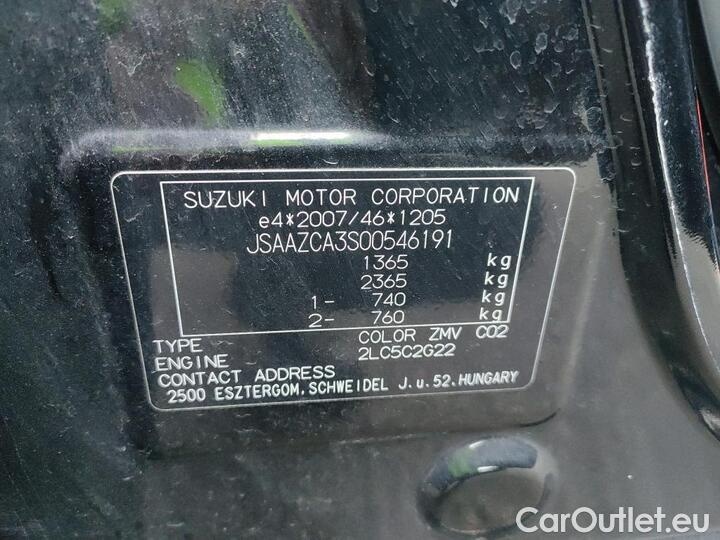 SUZUKI MOTOR CORPORATION
e4*2007/46*1205
JSAAZCA3S00546191
1365 kg
2365 kg
1- 740 kg
2- 760 kg
TYPE COLOR ZMV CO2
ENGINE 2LC5C2G22
CONTACT ADDRESS
2500 ESZTERGOM, SCHWEIDEL J.u.52.HUNGARY
CarOutlet.eu